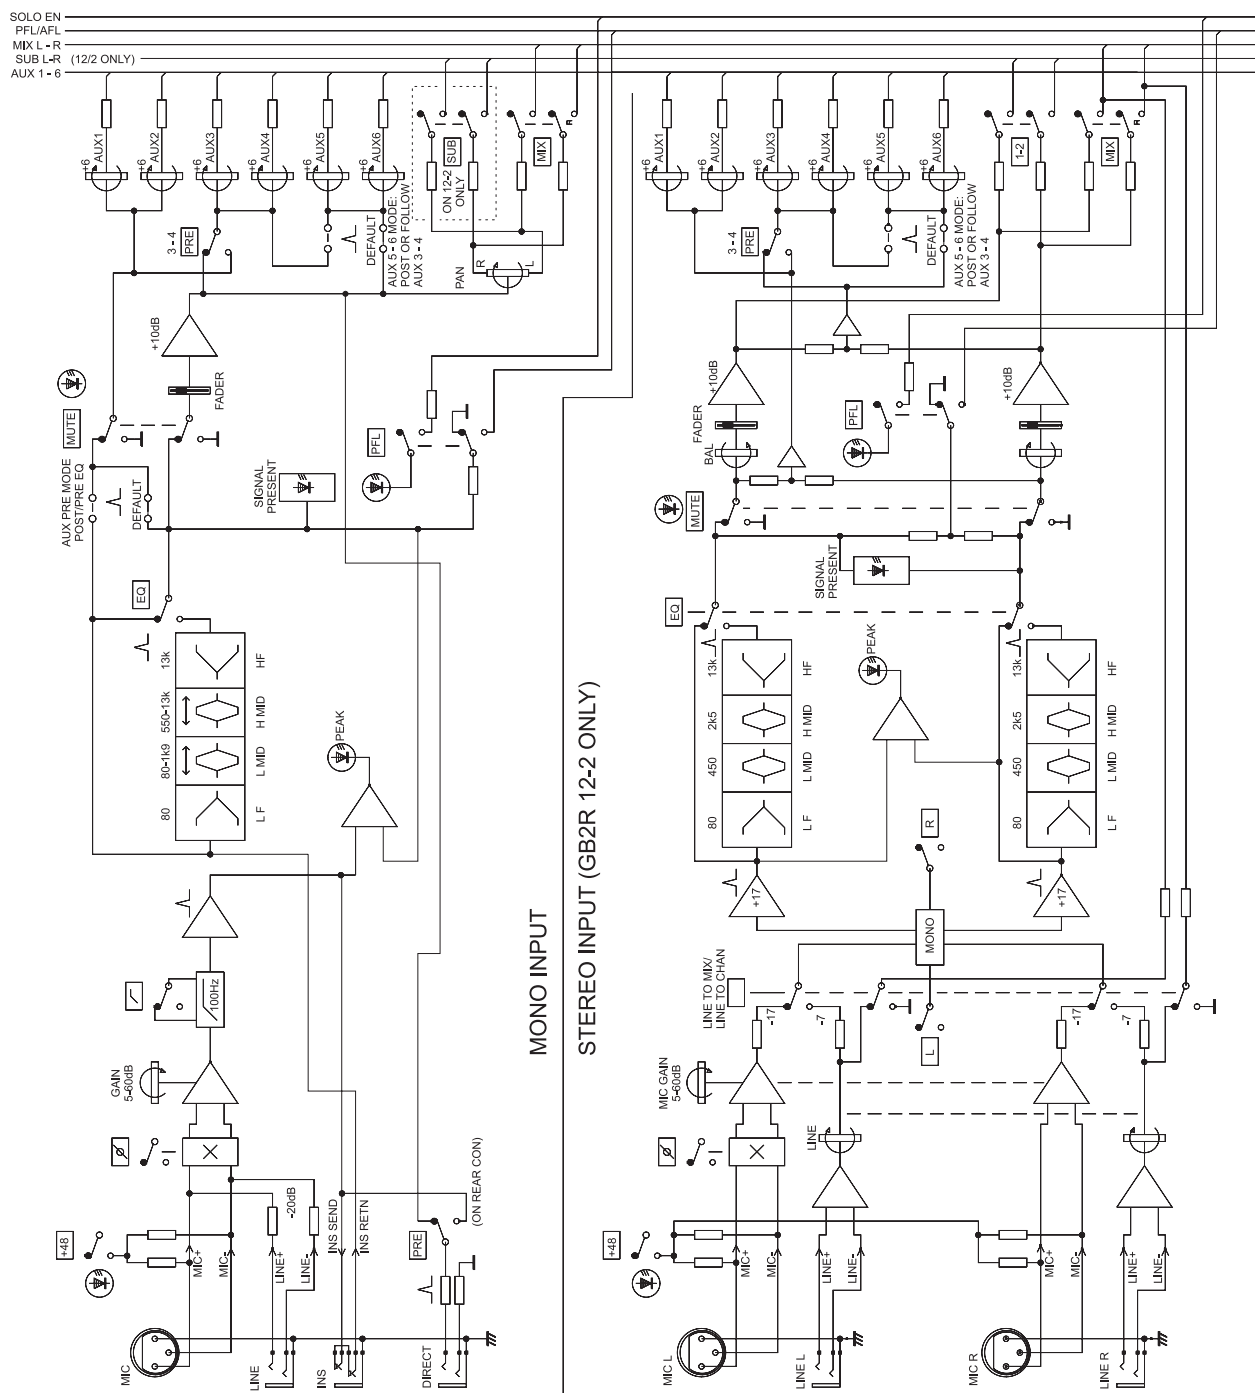 SOLO EN
PFL/AFL
MIX L - R
SUB L-R (12/2 ONLY)
AUX 1 - 6
+6 AUX1
+6 AUX2
+6 AUX3
+6 AUX4
+6 AUX5
+6 AUX6
SUB
ON 12-2 ONLY
MIX
R
3 - 4
PRE
DEFAULT
AUX 5 - 6 MODE:
POST OR FOLLOW
AUX 3 - 4
PAN
R
L
+10dB
FADER
MUTE
AUX PRE MODE
POST/PRE EQ
DEFAULT
SIGNAL
PRESENT
PFL
EQ
13k
HF
550-13k
H MID
80-1k9
L MID
80
L F
PEAK
100Hz
GAIN
5-60dB
-20dB
+48
MIC+
MIC-
LINE+
LINE-
INS SEND
INS RETN
PRE
(ON REAR CON)
MIC
LINE
INS
DIRECT
MONO INPUT
STEREO INPUT (GB2R 12-2 ONLY)
+6 AUX1
+6 AUX2
+6 AUX3
+6 AUX4
+6 AUX5
+6 AUX6
1-2
MIX
R
3 - 4
PRE
DEFAULT
AUX 5 - 6 MODE:
POST OR FOLLOW
AUX 3 - 4
+10dB
FADER
BAL
PFL
+10dB
MUTE
SIGNAL
PRESENT
EQ
13k
HF
2k5
H MID
450
L MID
80
L F
PEAK
13k
HF
2k5
H MID
450
L MID
80
L F
R
+17
+17
MONO
L
LINE TO MIX/
LINE TO CHAN
-17
-7
-17
-7
MIC GAIN
5-60dB
LINE
+48
MIC+
MIC-
LINE+
LINE-
MIC+
MIC-
LINE+
LINE-
MIC L
LINE L
MIC R
LINE R